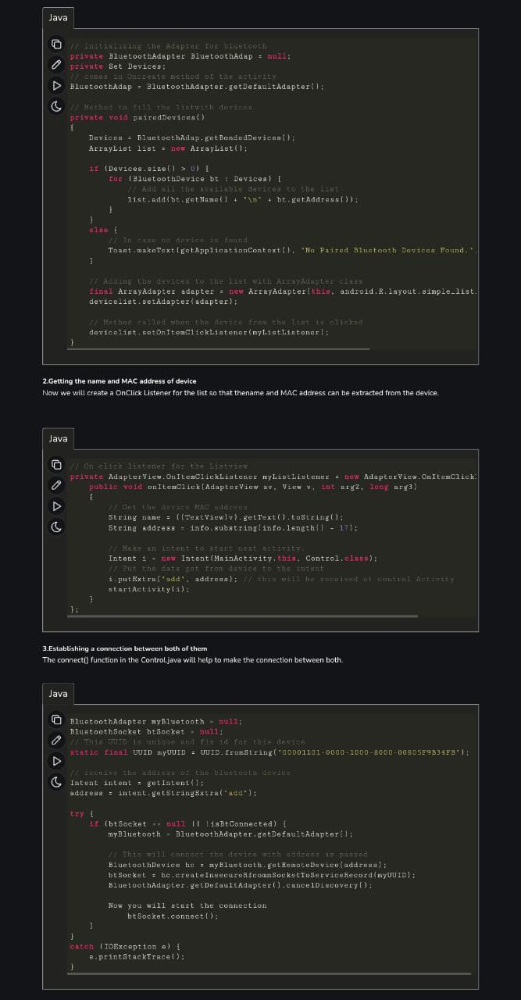 Java
// Initializing the Adapter for bluetooth
private BluetoothAdapter BluetoothAdap = null;
private Set Devices;
// comes in Oncreate method of the activity
BluetoothAdap = BluetoothAdapter.getDefaultAdapter();
// Method to fill the listwith devices
private void pairedDevices()
{
Devices = BluetoothAdap.getBondedDevices();
ArrayList list = new ArrayList();
if (Devices.size() > 0) {
for (BluetoothDevice bt : Devices) {
// Add all the available devices to the list
list.add(bt.getName() + "\n" + bt.getAddress());
}
}
else {
// In case no device is found
Toast.makeText(getApplicationContext(), "No Paired Bluetooth Devices Found.",
}
// Adding the devices to the list with ArrayAdapter class
final ArrayAdapter adapter = new ArrayAdapter(this, android.R.layout.simple_list.
devicelist.setAdapter(adapter);
// Method called when the device from the list is clicked
devicelist.setOnItemClickListener(myListListener);
}
2.Getting the name and MAC address of device
Now we will create a OnClick Listener for the list so that thename and MAC address can be extracted from the device.
Java
// On click listener for the Listview
private AdapterView.OnItemClickListener myListListener = new AdapterView.OnItemClick
public void onItemClick(AdapterView av, View v, int arg2, long arg3)
{
// Get the device MAC address
String name = ((TextView)v).getText().toString();
String address = info.substring(info.length() - 17);
// Make an intent to start next activity.
Intent i = new Intent(MainActivity.this, Control.class);
// Put the data got from device to the intent
i.putExtra("add", address); // this will be received at control Activity
startActivity(i);
}
};
3.Establishing a connection between both of them
The connect() function in the Control.java will help to make the connection between both.
Java
BluetoothAdapter myBluetooth = null;
BluetoothSocket btSocket = null;
// This UUID is unique and fix id for this device
static final UUID myUUID = UUID.fromString("00001101-0000-1000-8000-00805F9B34FB");
// receive the address of the bluetooth device
Intent intent = getIntent();
address = intent.getStringExtra("add");
try {
if (btSocket == null || !isBtConnected) {
myBluetooth = BluetoothAdapter.getDefaultAdapter();
// This will connect the device with address as passed
BluetoothDevice hc = myBluetooth.getRemoteDevice(address);
btSocket = hc.createInsecureRfcommSocketToServiceRecord(myUUID);
BluetoothAdapter.getDefaultAdapter().cancelDiscovery();
Now you will start the connection
btSocket.connect();
}
}
catch (IOException e) {
e.printStackTrace();
}